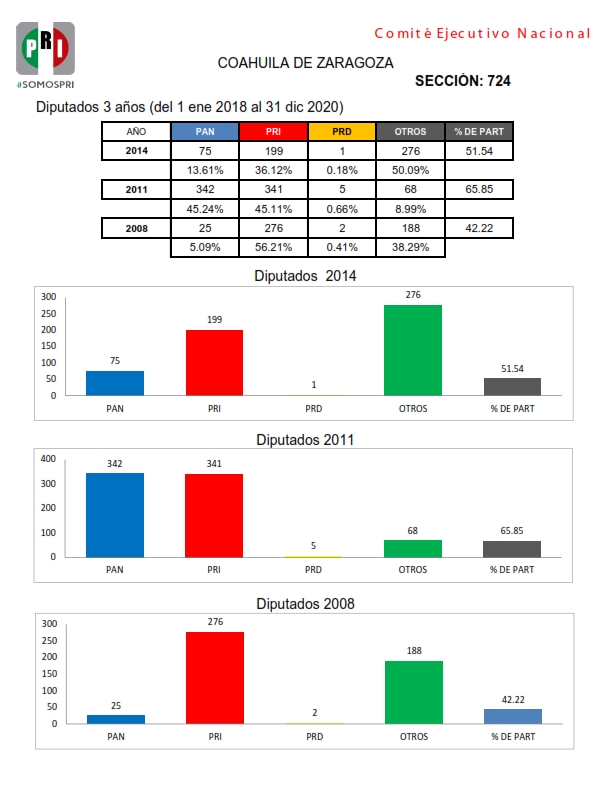 Comité Ejecutivo Nacional
PRI
#SOMOSPRI
COAHUILA DE ZARAGOZA
SECCIÓN: 724
Diputados 3 años (del 1 ene 2018 al 31 dic 2020)
AÑO PAN PRI PRD OTROS % DE PART
2014 75 199 1 276 51.54
13.61% 36.12% 0.18% 50.09%
2011 342 341 5 68 65.85
45.24% 45.11% 0.66% 8.99%
2008 25 276 2 188 42.22
5.09% 56.21% 0.41% 38.29%
Diputados 2014
300
250
200
150
100
50
0
75
199
1
276
51.54
PAN PRI PRD OTROS % DE PART
Diputados 2011
400
300
200
100
0
342
341
5
68
65.85
PAN PRI PRD OTROS % DE PART
Diputados 2008
300
250
200
150
100
50
0
25
276
2
188
42.22
PAN PRI PRD OTROS % DE PART